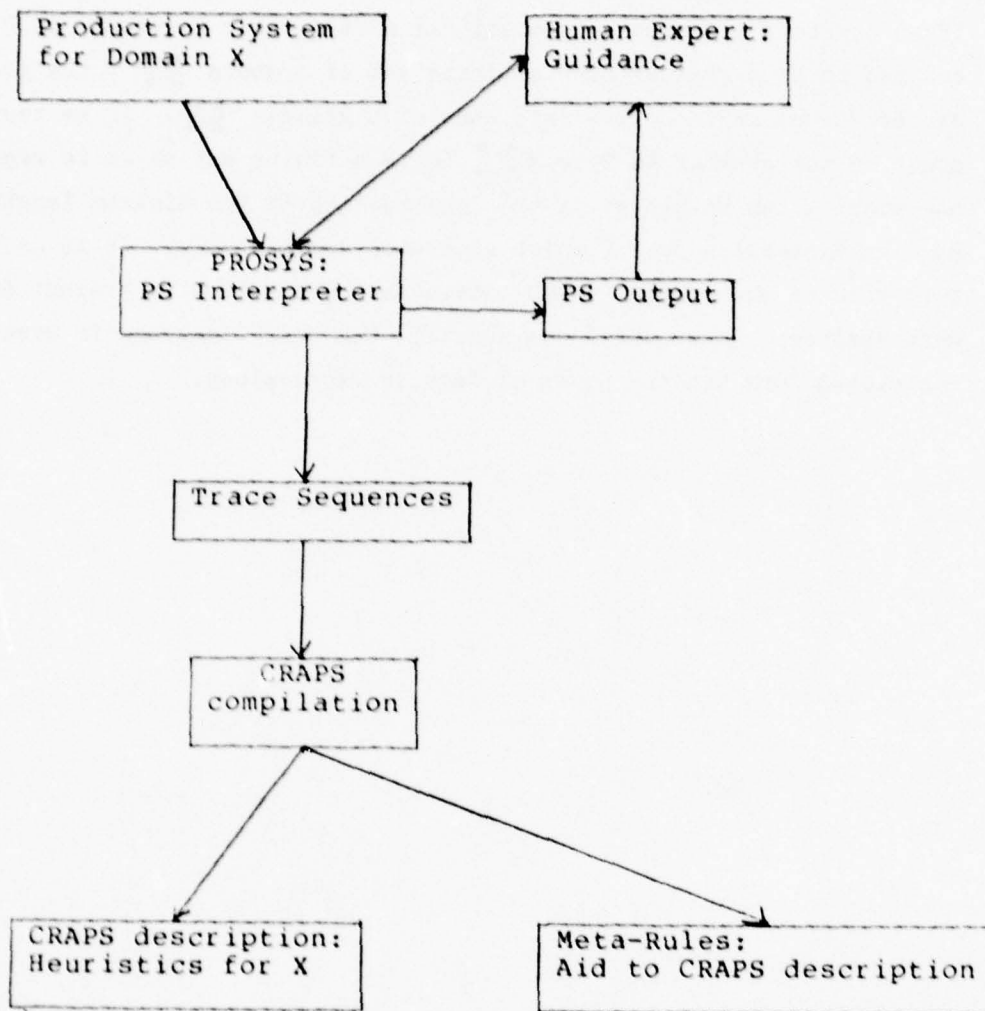 Production System
for Domain X
Human Expert:
Guidance
PROSYS:
PS Interpreter
PS Output
Trace Sequences
CRAPS
compilation
CRAPS description:
Heuristics for X
Meta-Rules:
Aid to CRAPS description